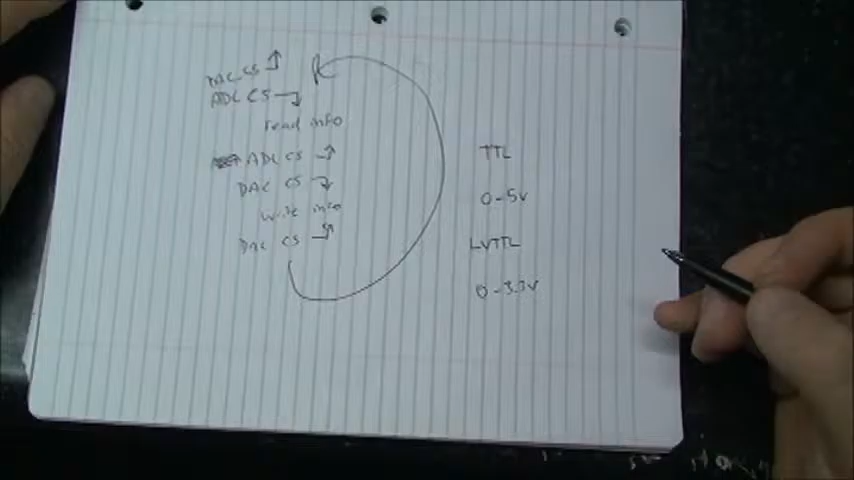 DAC CS ↑
ADC CS ↓
read info
ADC CS ↑
DAC CS ↓
write info
DAC CS ↑
TTL
0-5V
LVTTL
0-3.3V